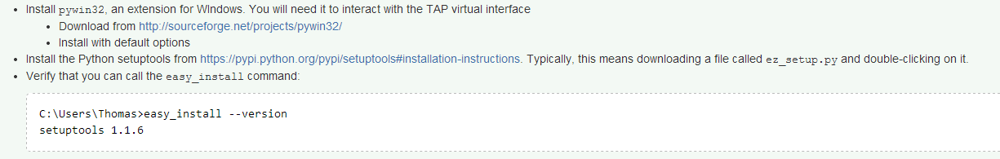 Install pywin32, an extension for WIndows. You will need it to interact with the TAP virtual interface
Download from http://sourceforge.net/projects/pywin32/
Install with default options
Install the Python setuptools from https://pypi.python.org/pypi/setuptools#installation-instructions. Typically, this means downloading a file called ez_setup.py and double-clicking on it.
Verify that you can call the easy_install command:
C:\Users\Thomas>easy_install --version
setuptools 1.1.6